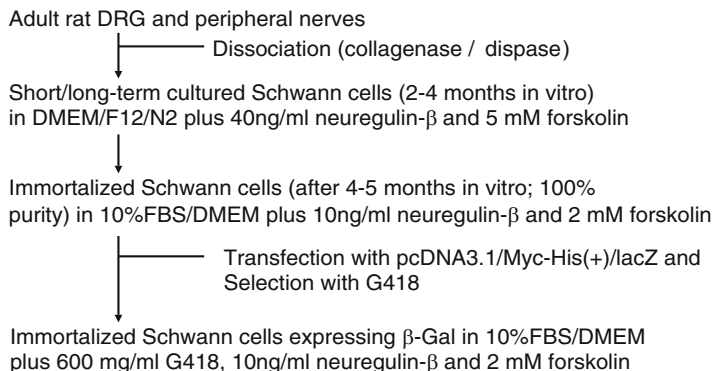 Adult rat DRG and peripheral nerves
Dissociation (collagenase / dispase)
Short/long-term cultured Schwann cells (2-4 months in vitro)
in DMEM/F12/N2 plus 40ng/ml neuregulin-β and 5 mM forskolin
Immortalized Schwann cells (after 4-5 months in vitro; 100%
purity) in 10%FBS/DMEM plus 10ng/ml neuregulin-β and 2 mM forskolin
Transfection with pcDNA3.1/Myc-His(+)/lacZ and
Selection with G418
Immortalized Schwann cells expressing β-Gal in 10%FBS/DMEM
plus 600 mg/ml G418, 10ng/ml neuregulin-β and 2 mM forskolin